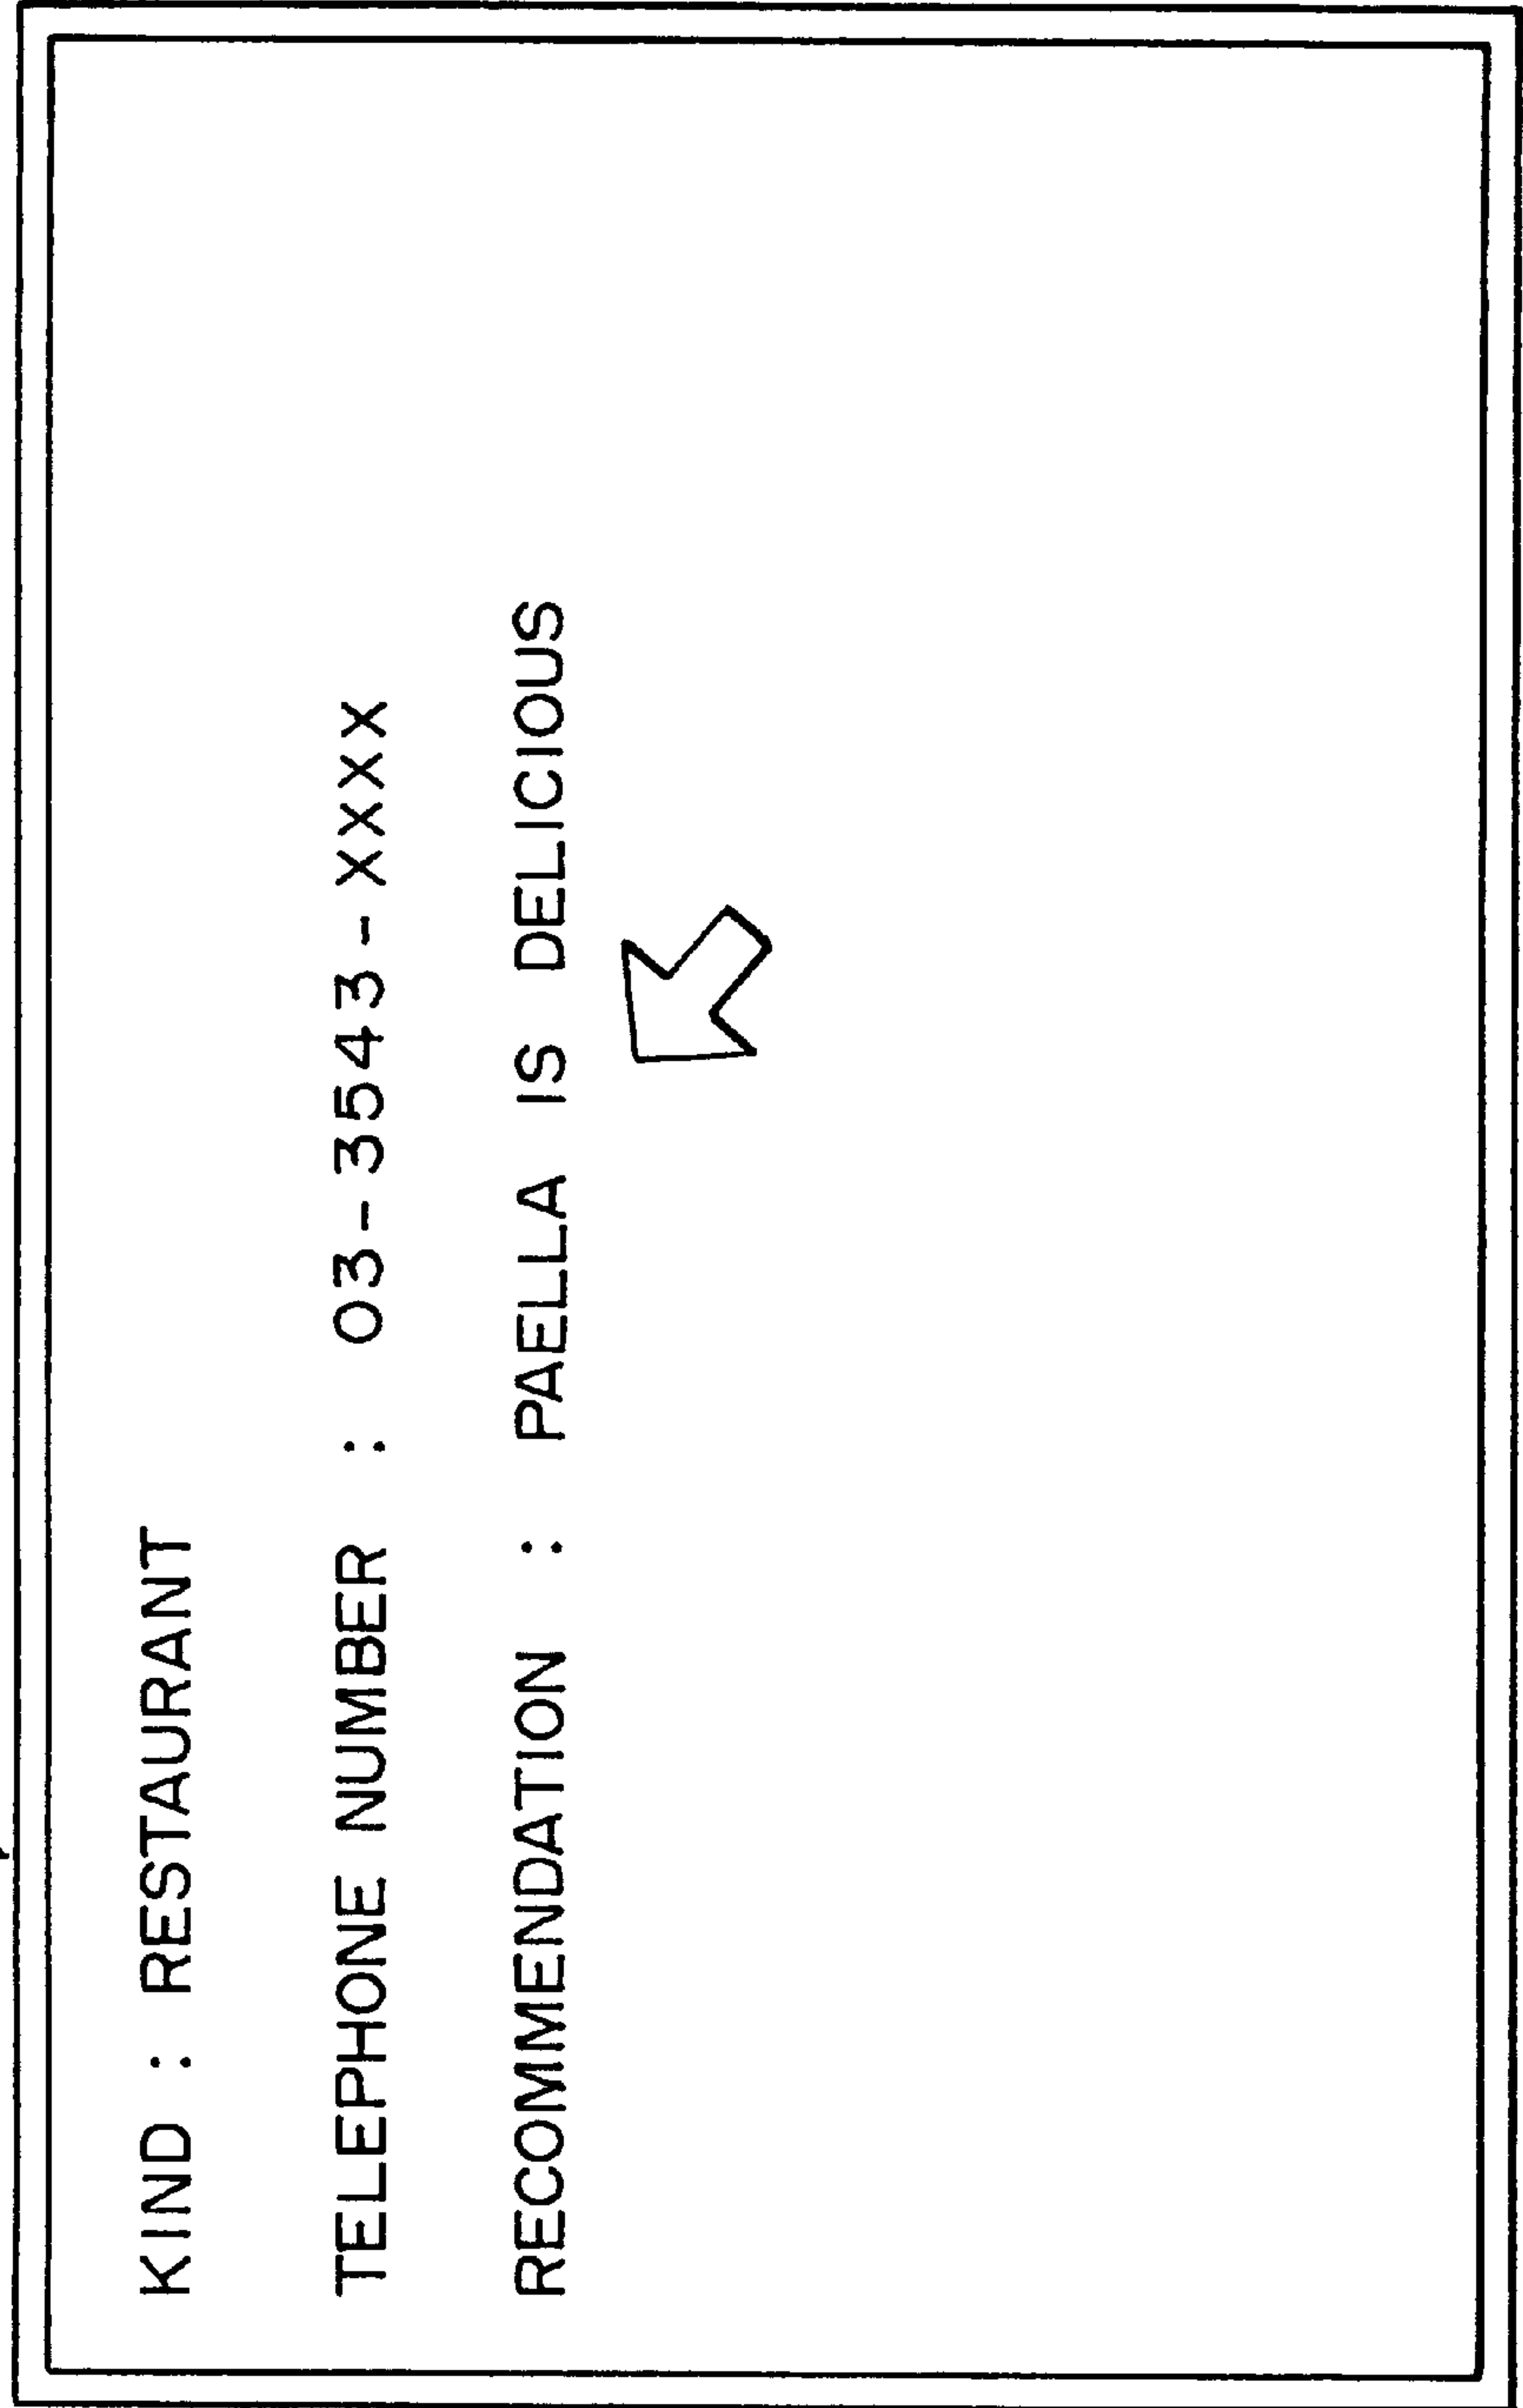 KIND : RESTAURANT
TELEPHONE NUMBER : 03-3543-XXXX
RECOMMENDATION : PAELLA IS DELICIOUS